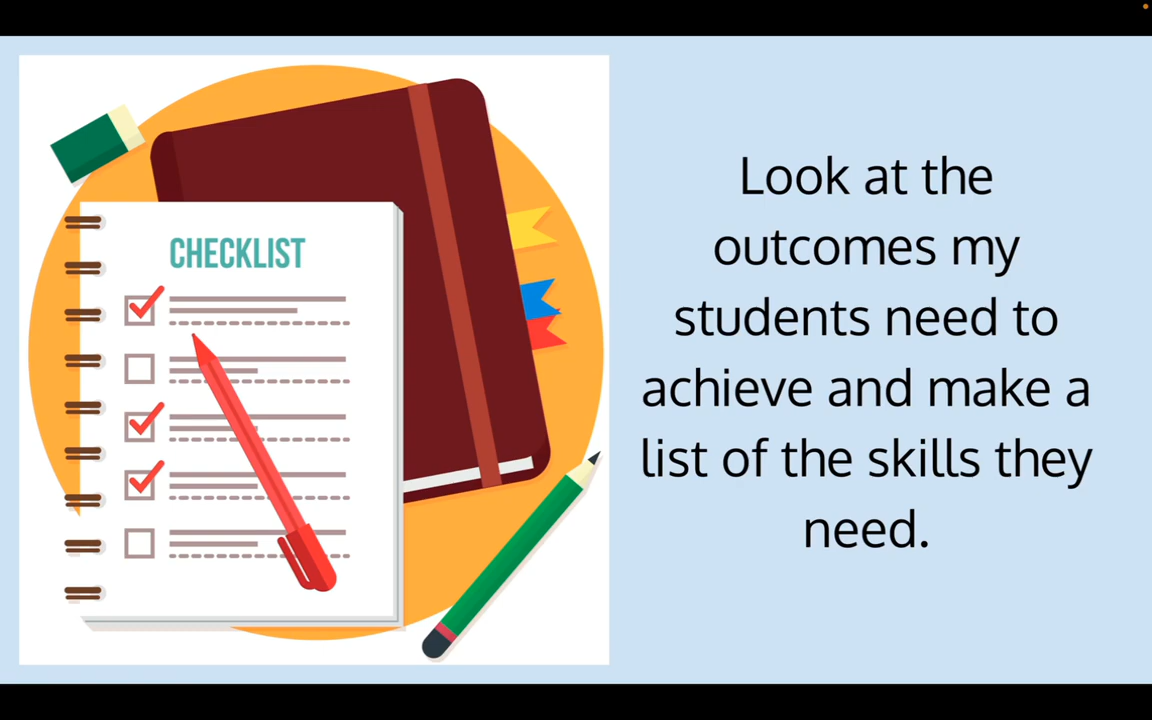 CHECKLIST
Look at the
outcomes my
students need to
achieve and make a
list of the skills they
need.